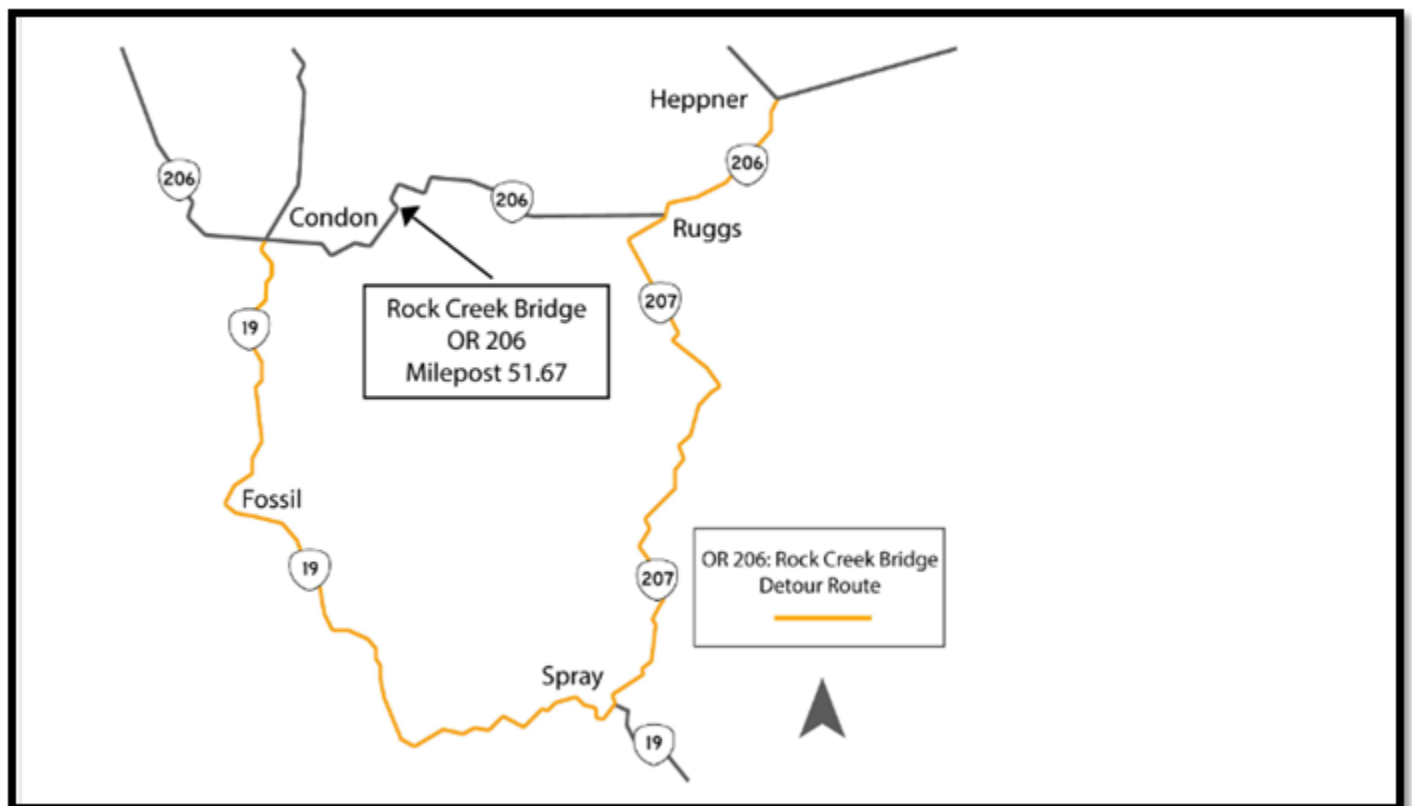 Heppner
206
206
206
Condon
Ruggs
Rock Creek Bridge
OR 206
Milepost 51.67
207
19
Fossil
19
207
OR 206: Rock Creek Bridge
Detour Route
Spray
19